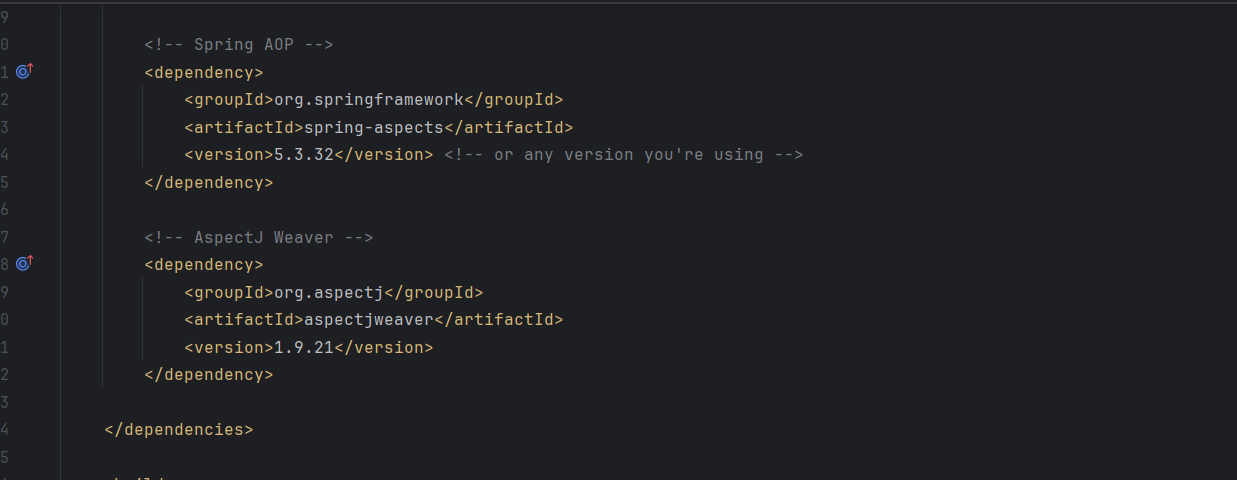 9
0 <!-- Spring AOP -->
1 <dependency>
2 <groupId>org.springframework</groupId>
3 <artifactId>spring-aspects</artifactId>
4 <version>5.3.32</version> <!-- or any version you're using -->
5 </dependency>
6
7 <!-- AspectJ Weaver -->
8 <dependency>
9 <groupId>org.aspectj</groupId>
0 <artifactId>aspectjweaver</artifactId>
1 <version>1.9.21</version>
2 </dependency>
3
4 </dependencies>
5